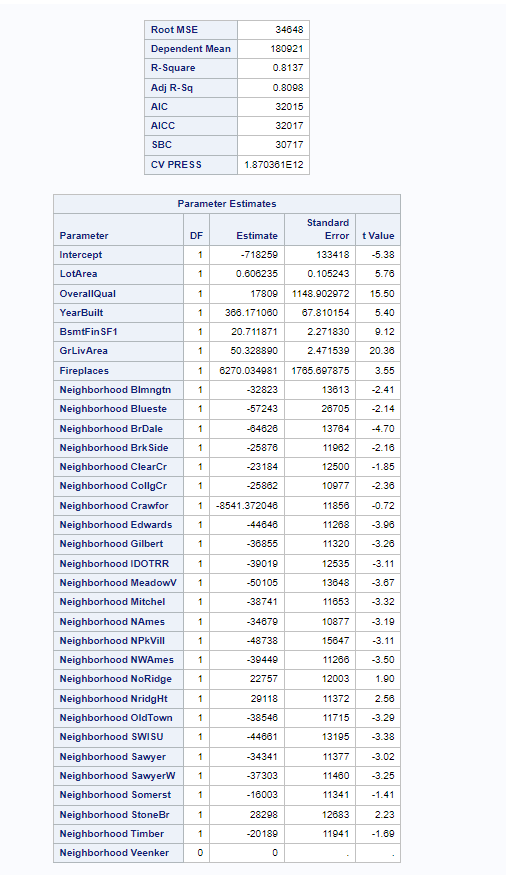 Root MSE 34648
Dependent Mean 180921
R-Square 0.8137
Adj R-Sq 0.8098
AIC 32015
AICC 32017
SBC 30717
CV PRESS 1.870361E12
Parameter Estimates
Parameter DF Estimate Standard Error t Value
Intercept 1 -718259 133418 -5.38
LotArea 1 0.606235 0.105243 5.76
OverallQual 1 17809 1148.902972 15.50
YearBuilt 1 366.171060 67.810154 5.40
BsmtFinSF1 1 20.711871 2.271830 9.12
GrLivArea 1 50.328890 2.471539 20.36
Fireplaces 1 6270.034981 1765.697875 3.55
Neighborhood Blmngtn 1 -32823 13613 -2.41
Neighborhood Blueste 1 -57243 26705 -2.14
Neighborhood BrDale 1 -64626 13764 -4.70
Neighborhood BrkSide 1 -25876 11962 -2.16
Neighborhood ClearCr 1 -23184 12500 -1.85
Neighborhood CollgCr 1 -25862 10977 -2.36
Neighborhood Crawfor 1 -8541.372046 11856 -0.72
Neighborhood Edwards 1 -44646 11268 -3.96
Neighborhood Gilbert 1 -36855 11320 -3.26
Neighborhood IDOTRR 1 -39019 12535 -3.11
Neighborhood MeadowV 1 -50105 13648 -3.67
Neighborhood Mitchel 1 -38741 11653 -3.32
Neighborhood NAmes 1 -34679 10877 -3.19
Neighborhood NPkVill 1 -48738 15647 -3.11
Neighborhood NWAmes 1 -39449 11266 -3.50
Neighborhood NoRidge 1 22757 12003 1.90
Neighborhood NridgHt 1 29118 11372 2.56
Neighborhood OldTown 1 -38546 11715 -3.29
Neighborhood SWISU 1 -44661 13195 -3.38
Neighborhood Sawyer 1 -34341 11377 -3.02
Neighborhood SawyerW 1 -37303 11460 -3.25
Neighborhood Somerst 1 -16003 11341 -1.41
Neighborhood StoneBr 1 28298 12683 2.23
Neighborhood Timber 1 -20189 11941 -1.69
Neighborhood Veenker 0 0 . .